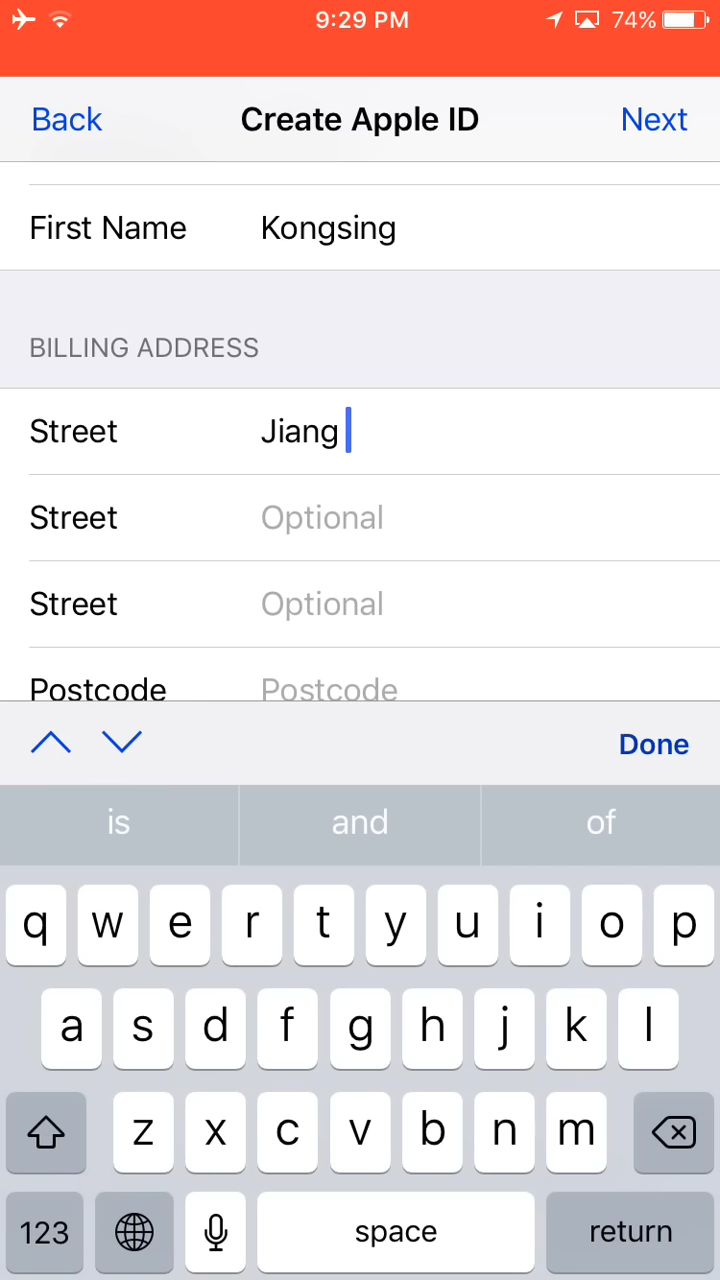 9:29 PM 74%
Back Create Apple ID Next
First Name Kongsing
BILLING ADDRESS
Street Jiang
Street Optional
Street Optional
Postcode Postcode
Done
is and of
q w e r t y u i o p
a s d f g h j k l
z x c v b n m
123 space return